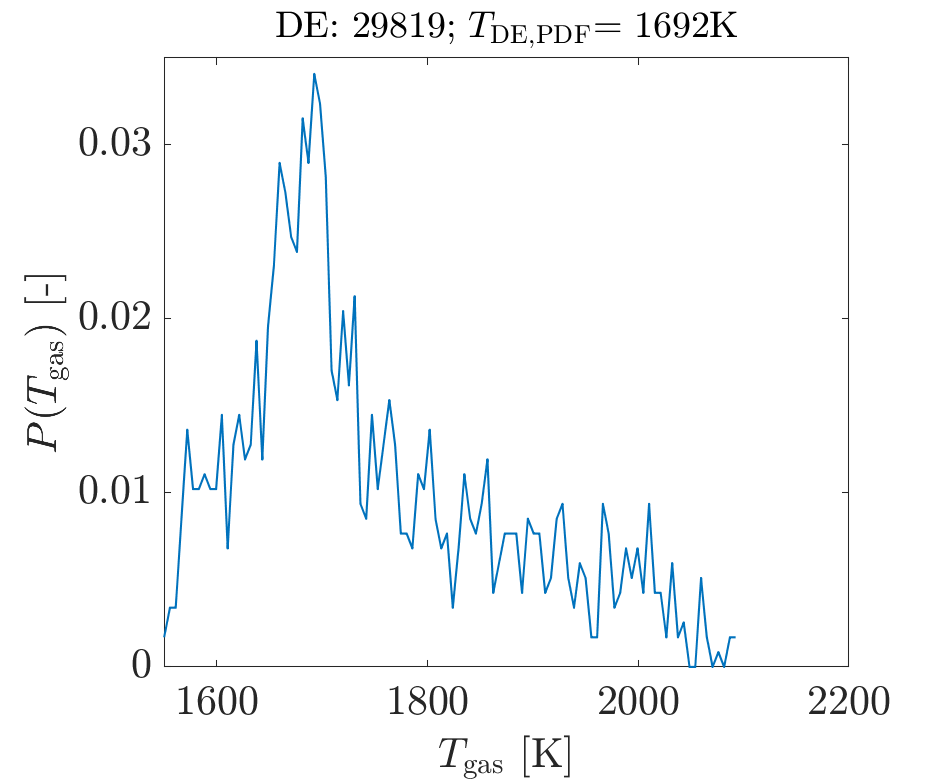 DE: 29819; T_DE,PDF= 1692K
0.03
0.02
0.01
0
P(T_gas) [-]
1600 1800 2000 2200
T_gas [K]